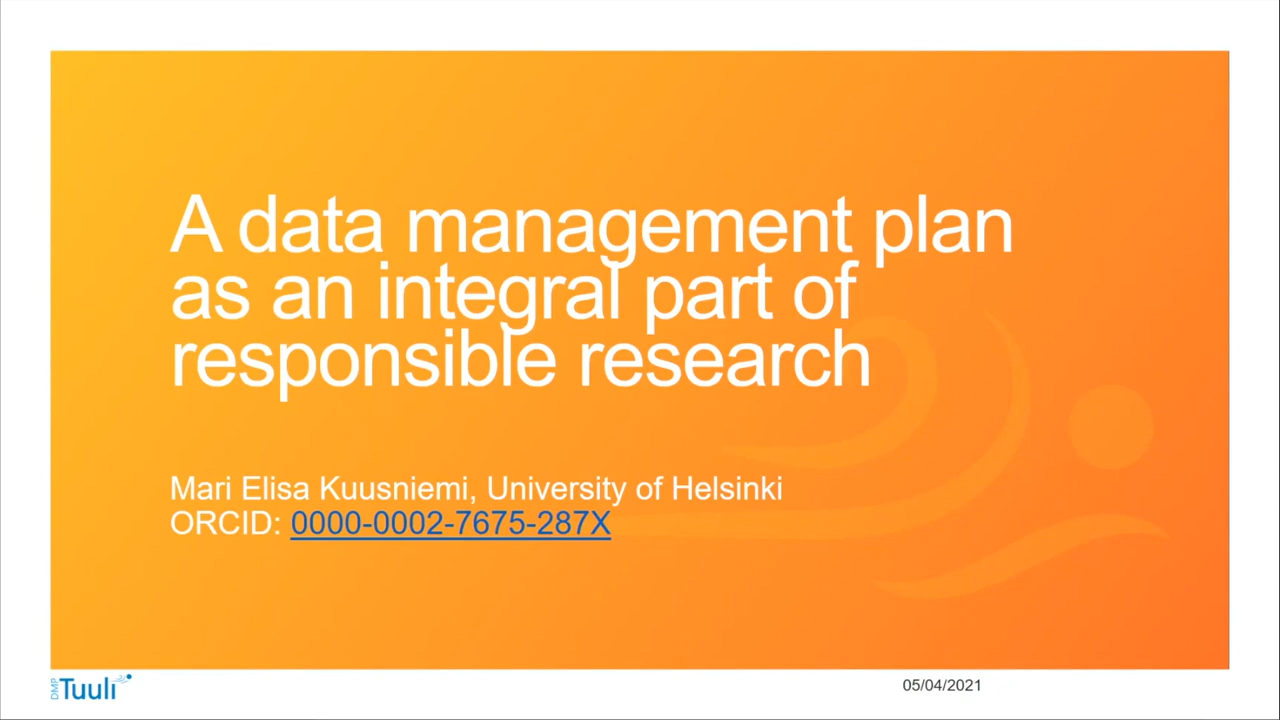 A data management plan
as an integral part of
responsible research
Mari Elisa Kuusniemi, University of Helsinki
ORCID: 0000-0002-7675-287X
DMP Tuuli
05/04/2021